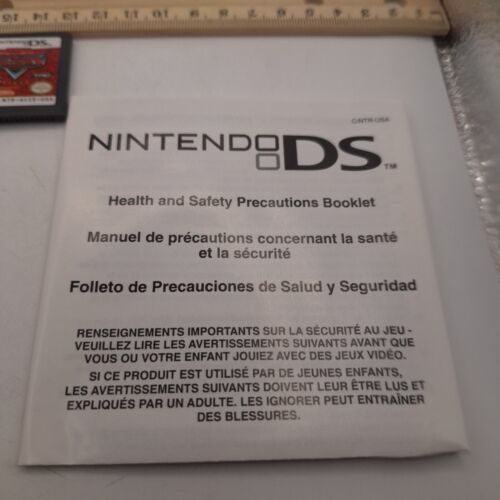 C/NTR-USA
NINTENDO DS™
Health and Safety Precautions Booklet
Manuel de précautions concernant la santé
et la sécurité
Folleto de Precauciones de Salud y Seguridad
RENSEIGNEMENTS IMPORTANTS SUR LA SÉCURITÉ AU JEU -
VEUILLEZ LIRE LES AVERTISSEMENTS SUIVANTS AVANT QUE
VOUS OU VOTRE ENFANT JOUIEZ AVEC DES JEUX VIDÉO.
SI CE PRODUIT EST UTILISÉ PAR DE JEUNES ENFANTS,
LES AVERTISSEMENTS SUIVANTS DOIVENT LEUR ÊTRE LUS ET
EXPLIQUÉS PAR UN ADULTE. LES IGNORER PEUT ENTRAÎNER
DES BLESSURES.